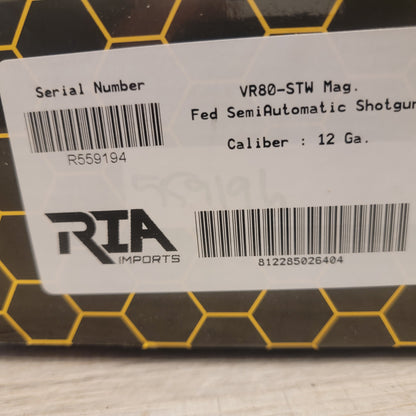 Serial Number
R559194
VR80-STW Mag.
Fed SemiAutomatic Shotgun
Caliber : 12 Ga.
RIA
IMPORTS
812285026404